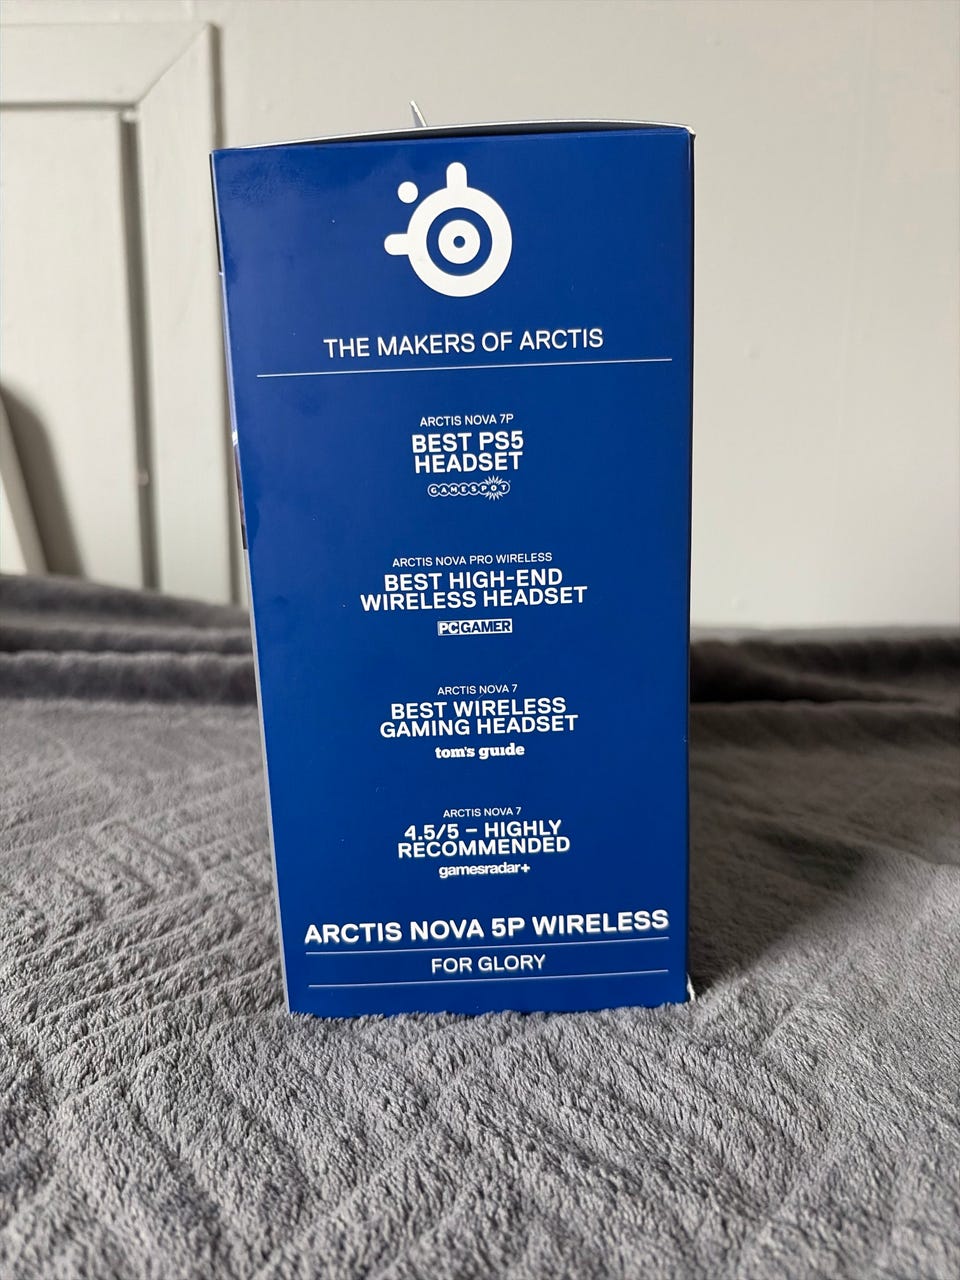 THE MAKERS OF ARCTIS
ARCTIS NOVA 7P
BEST PS5
HEADSET
GAMESPOT
ARCTIS NOVA PRO WIRELESS
BEST HIGH-END
WIRELESS HEADSET
PC GAMER
ARCTIS NOVA 7
BEST WIRELESS
GAMING HEADSET
tom's guide
ARCTIS NOVA 7
4.5/5 – HIGHLY
RECOMMENDED
gamesradar+
ARCTIS NOVA 5P WIRELESS
FOR GLORY